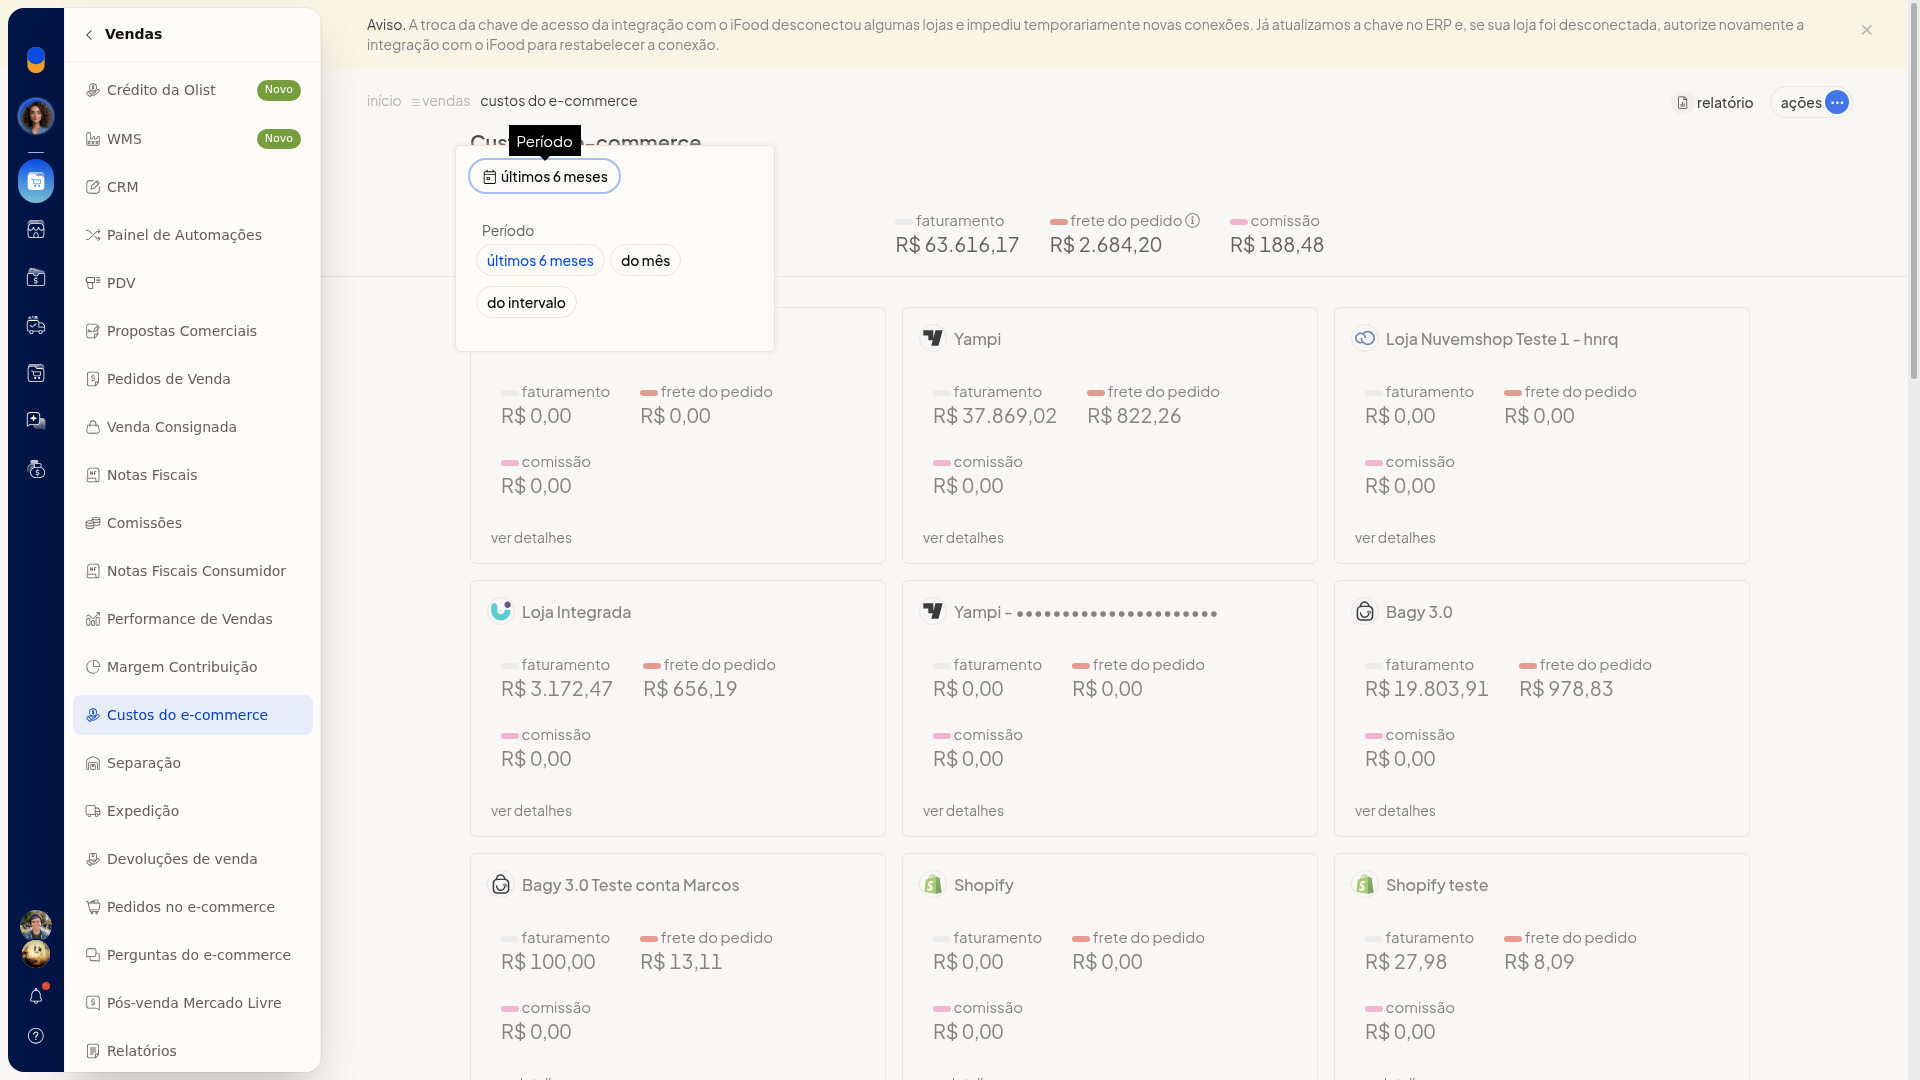 Vendas
Crédito da Olist
Novo
WMS
Novo
CRM
Painel de Automações
PDV
Propostas Comerciais
Pedidos de Venda
Venda Consignada
Notas Fiscais
Comissões
Notas Fiscais Consumidor
Performance de Vendas
Margem Contribuição
Custos do e-commerce
Separação
Expedição
Devoluções de venda
Pedidos no e-commerce
Perguntas do e-commerce
Pós-venda Mercado Livre
Relatórios
Aviso. A troca da chave de acesso da integração com o iFood desconectou algumas lojas e impediu temporariamente novas conexões. Já atualizamos a chave no ERP e, se sua loja foi desconectada, autorize novamente a
integração com o iFood para restabelecer a conexão.
início vendas custos do e-commerce
relatório
ações
e-commerce
Período
últimos 6 meses
Período
últimos 6 meses
do mês
do intervalo
faturamento frete do pedido comissão
R$ 63.616,17 R$ 2.684,20 R$ 188,48
faturamento frete do pedido
R$ 0,00 R$ 0,00
comissão
R$ 0,00
ver detalhes
Yampi
faturamento frete do pedido
R$ 37.869,02 R$ 822,26
comissão
R$ 0,00
ver detalhes
Loja Nuvemshop Teste 1 - hnrq
faturamento frete do pedido
R$ 0,00 R$ 0,00
comissão
R$ 0,00
ver detalhes
Loja Integrada
faturamento frete do pedido
R$ 3.172,47 R$ 656,19
comissão
R$ 0,00
ver detalhes
Yampi - ••••••••••••••••••••••
faturamento frete do pedido
R$ 0,00 R$ 0,00
comissão
R$ 0,00
ver detalhes
Bagy 3.0
faturamento frete do pedido
R$ 19.803,91 R$ 978,83
comissão
R$ 0,00
ver detalhes
Bagy 3.0 Teste conta Marcos
faturamento frete do pedido
R$ 100,00 R$ 13,11
comissão
R$ 0,00
Shopify
faturamento frete do pedido
R$ 0,00 R$ 0,00
comissão
R$ 0,00
Shopify teste
faturamento frete do pedido
R$ 27,98 R$ 8,09
comissão
R$ 0,00